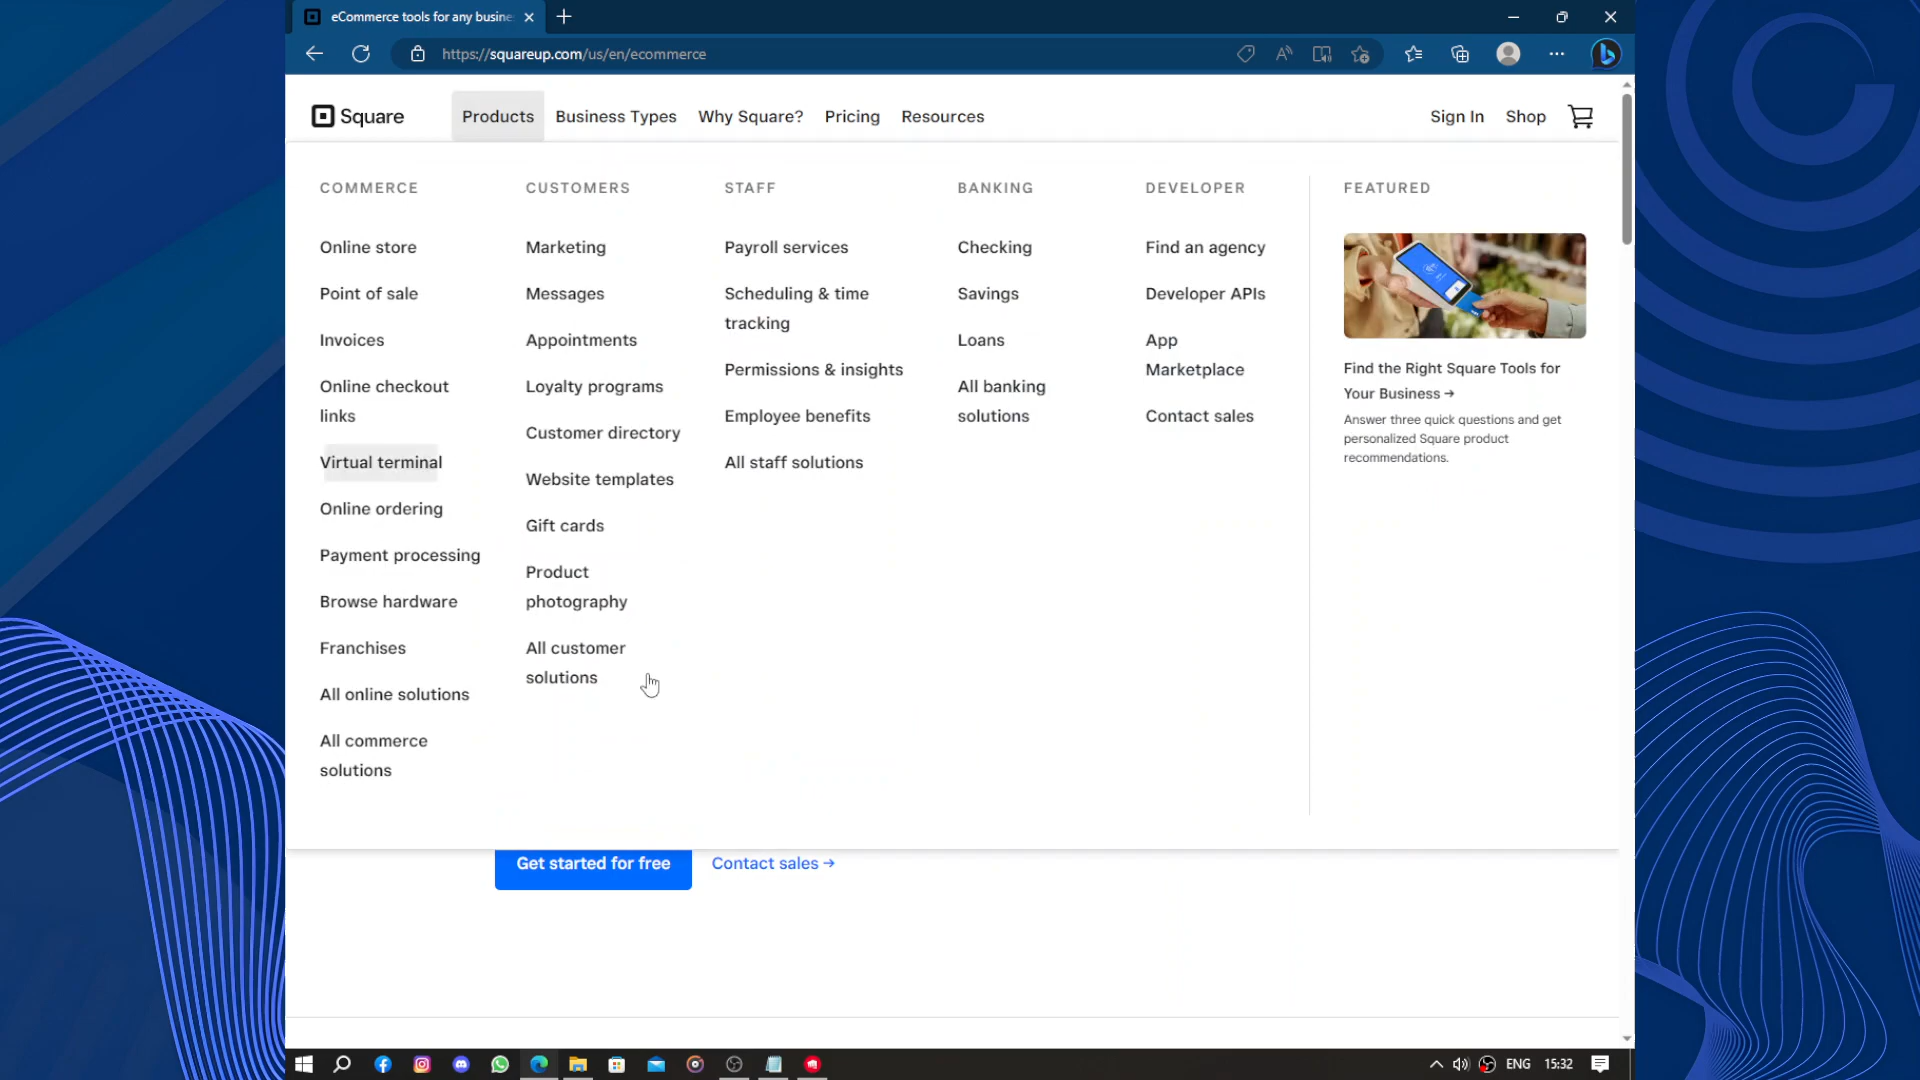 eCommerce tools for any busine
https://squareup.com/us/en/ecommerce
Square
Products
Business Types
Why Square?
Pricing
Resources
Sign In
Shop
COMMERCE
Online store
Point of sale
Invoices
Online checkout
links
Virtual terminal
Online ordering
Payment processing
Browse hardware
Franchises
All online solutions
All commerce
solutions
CUSTOMERS
Marketing
Messages
Appointments
Loyalty programs
Customer directory
Website templates
Gift cards
Product
photography
All customer
solutions
STAFF
Payroll services
Scheduling & time
tracking
Permissions & insights
Employee benefits
All staff solutions
BANKING
Checking
Savings
Loans
All banking
solutions
DEVELOPER
Find an agency
Developer APIs
App
Marketplace
Contact sales
FEATURED
Find the Right Square Tools for
Your Business →
Answer three quick questions and get
personalized Square product
recommendations.
Get started for free
Contact sales →
ENG
15:32